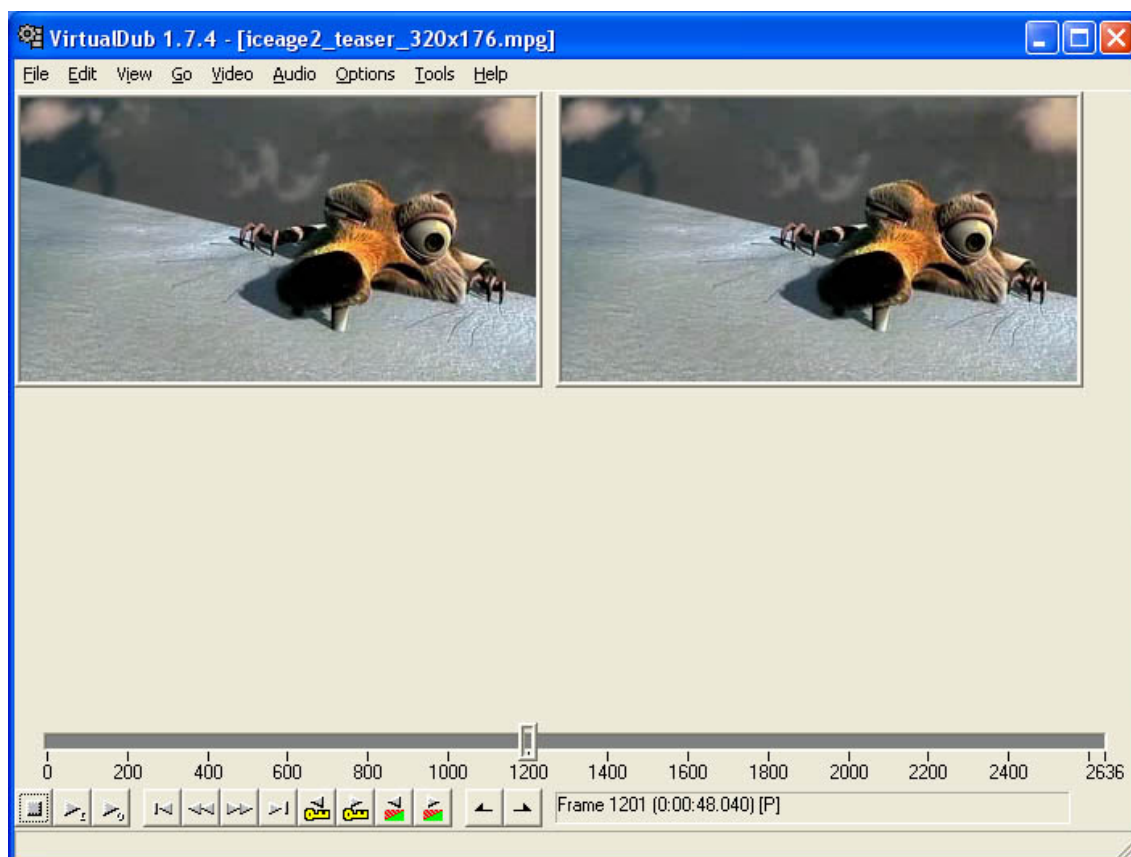 VirtualDub 1.7.4 - [iceage2_teaser_320x176.mpg]
File Edit View Go Video Audio Options Tools Help
0 200 400 600 800 1000 1200 1400 1600 1800 2000 2200 2400 2636
Frame 1201 (0:00:48.040) [P]